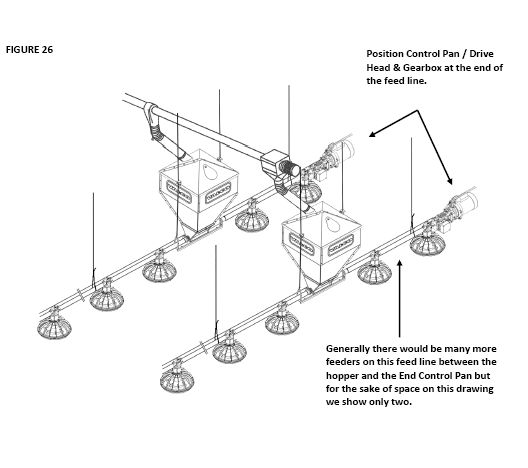 FIGURE 26
Position Control Pan / Drive
Head & Gearbox at the end of
the feed line.
Generally there would be many more
feeders on this feed line between the
hopper and the End Control Pan but
for the sake of space on this drawing
we show only two.